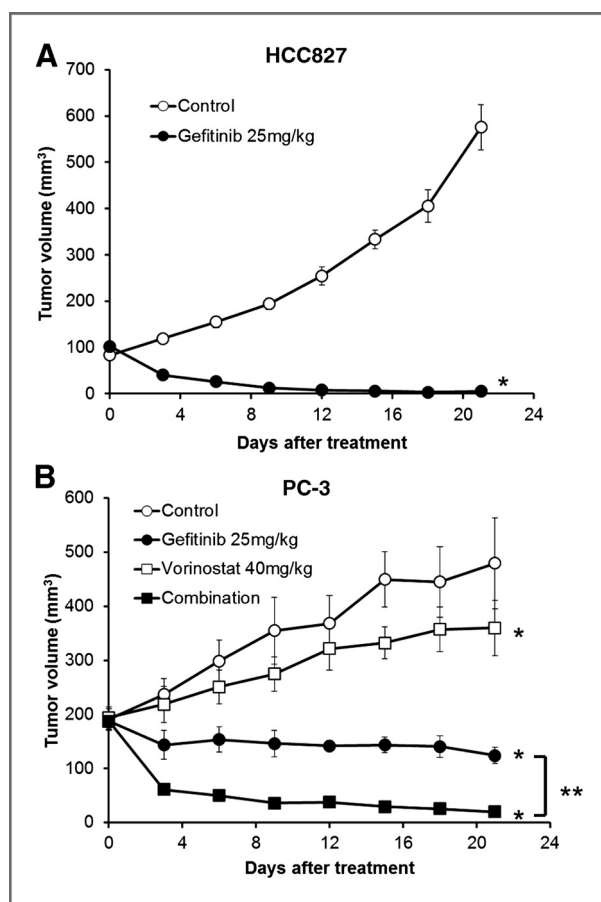 A
HCC827
700
600
500
400
300
200
100
0
Tumor volume (mm³)
Control
Gefitinib 25mg/kg
*
0 4 8 12 16 20 24
Days after treatment
B
PC-3
600
500
400
300
200
100
0
Tumor volume (mm³)
Control
Gefitinib 25mg/kg
Vorinostat 40mg/kg
Combination
*
*
**
*
0 4 8 12 16 20 24
Days after treatment